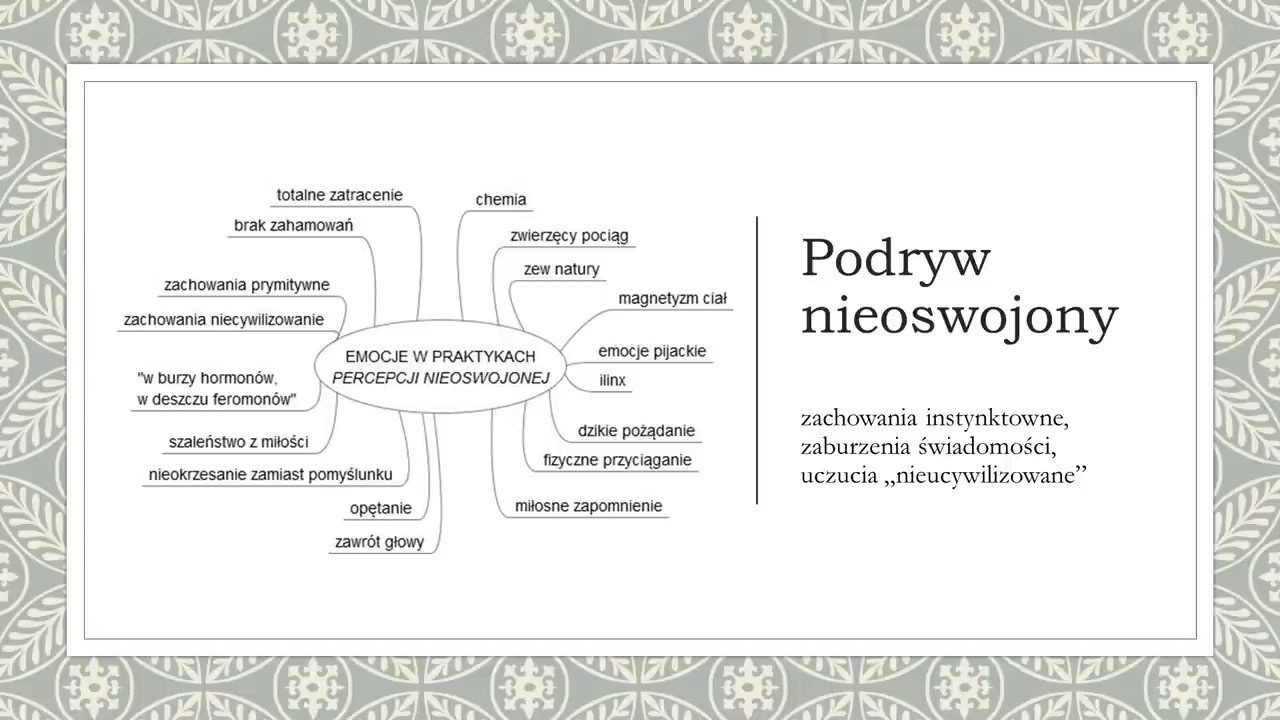 totalne zatracenie
brak zahamowań
zachowania prymitywne
zachowania niecywilizowanie
"w burzy hormonów,
w deszczu feromonów"
szaleństwo z miłości
nieokrzesanie zamiast pomyślunku
opętanie
zawrót głowy
EMOCJE W PRAKTYKACH
PERCEPCJI NIEOSWOJONEJ
chemia
zwierzęcy pociąg
zew natury
magnetyzm ciał
emocje pijackie
ilinx
dzikie pożądanie
fizyczne przyciąganie
miłosne zapomnienie
Podryw
nieoswojony
zachowania instynktowne,
zaburzenia świadomości,
uczucia „nieucywilizowane”